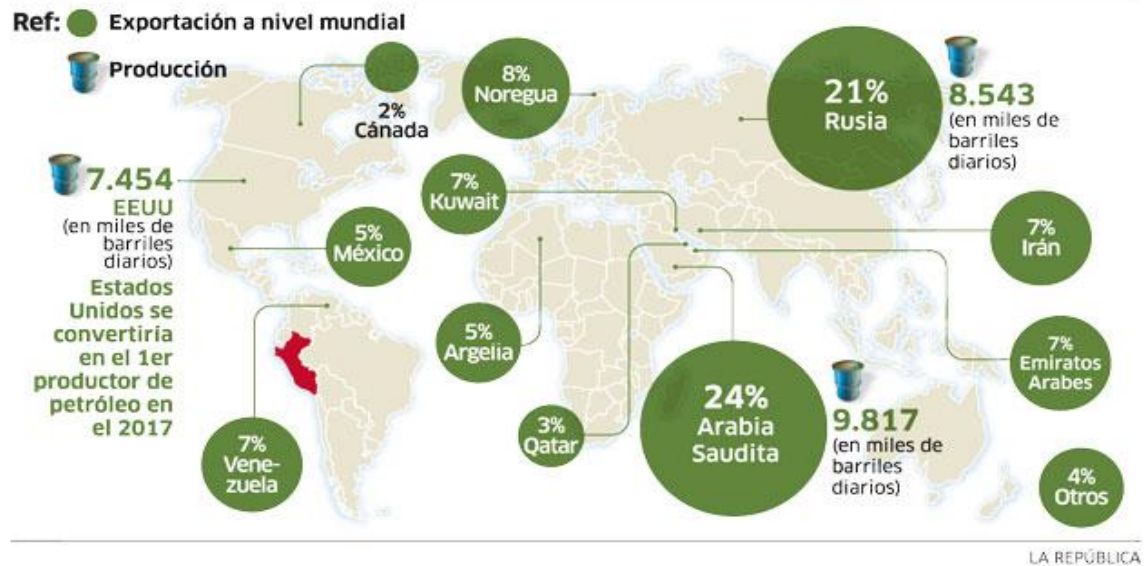 Ref: Exportación a nivel mundial
Producción
2%
Cánada
8%
Noregua
21%
Rusia
8.543
(en miles de
barriles
diarios)
7.454
EEUU
(en miles de
barriles
diarios)
Estados
Unidos se
convertiría
en el 1er
productor de
petróleo en
el 2017
5%
México
7%
Kuwait
7%
Irán
5%
Argelia
7%
Emiratos
Arabes
7%
Vene-
zuela
3%
Qatar
24%
Arabia
Saudita
9.817
(en miles de
barriles
diarios)
4%
Otros
LA REPÚBLICA